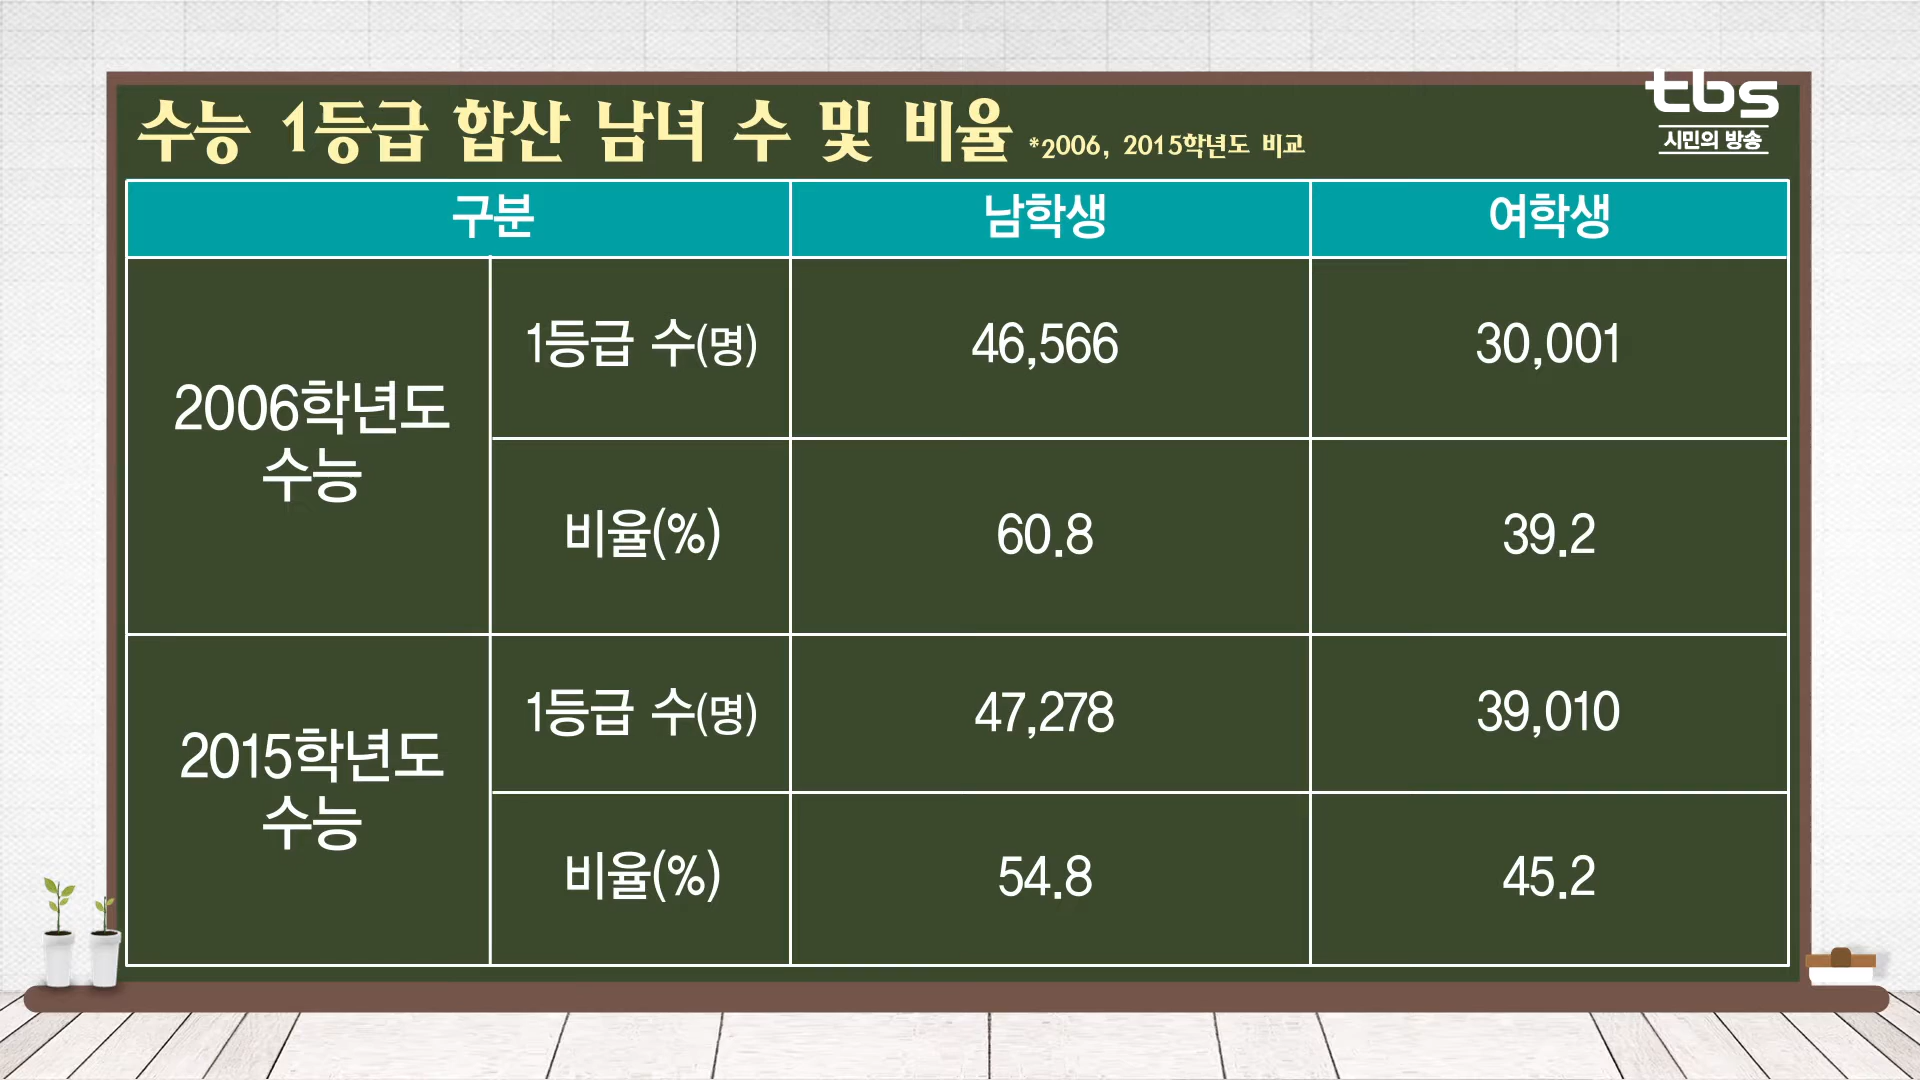 수능 1등급 합산 남녀 수 및 비율 *2006, 2015학년도 비교
tbs
시민의 방송
구분 남학생 여학생
2006학년도
수능
1등급 수(명) 46,566 30,001
비율(%) 60.8 39.2
2015학년도
수능
1등급 수(명) 47,278 39,010
비율(%) 54.8 45.2